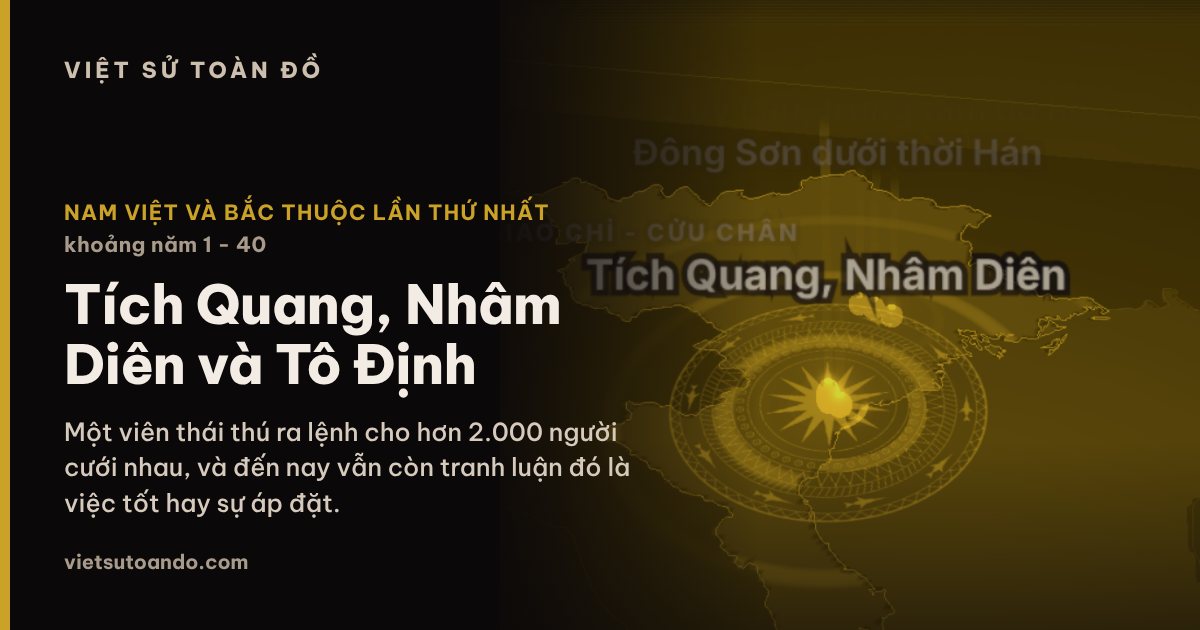 VIỆT SỬ TOÀN ĐỒ
NAM VIỆT VÀ BẮC THUỘC LẦN THỨ NHẤT
khoảng năm 1 - 40
Tích Quang, Nhâm
Diên và Tô Định
Một viên thái thú ra lệnh cho hơn 2.000 người
cưới nhau, và đến nay vẫn còn tranh luận đó là
việc tốt hay sự áp đặt.
vietsutoando.com
Đông Sơn dưới thời Hán
CHỈ - CỬU CHÂN
Tích Quang, Nhâm Diên